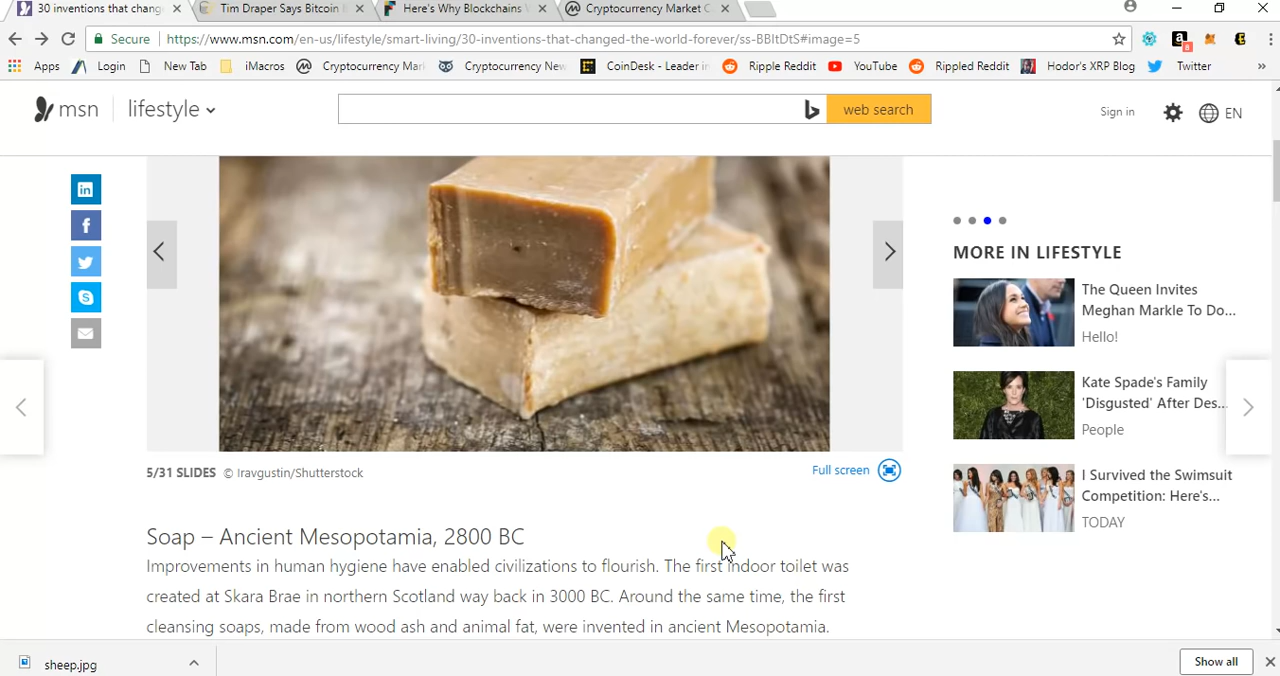 30 inventions that chang
Tim Draper Says Bitcoin
Here's Why Blockchains
Cryptocurrency Market C
Secure
https://www.msn.com/en-us/lifestyle/smart-living/30-inventions-that-changed-the-world-forever/ss-BBItDtS#image=5
Apps
Login
New Tab
iMacros
Cryptocurrency Mar
Cryptocurrency New
CoinDesk - Leader in
Ripple Reddit
YouTube
Rippled Reddit
Hodor's XRP Blog
Twitter
»
msn
lifestyle
web search
Sign in
EN
MORE IN LIFESTYLE
The Queen Invites
Meghan Markle To Do...
Hello!
Kate Spade's Family
'Disgusted' After Des...
People
I Survived the Swimsuit
Competition: Here's...
TODAY
5/31 SLIDES © Iravgustin/Shutterstock
Full screen
Soap – Ancient Mesopotamia, 2800 BC
Improvements in human hygiene have enabled civilizations to flourish. The first indoor toilet was
created at Skara Brae in northern Scotland way back in 3000 BC. Around the same time, the first
cleansing soaps, made from wood ash and animal fat, were invented in ancient Mesopotamia.
sheep.jpg
Show all